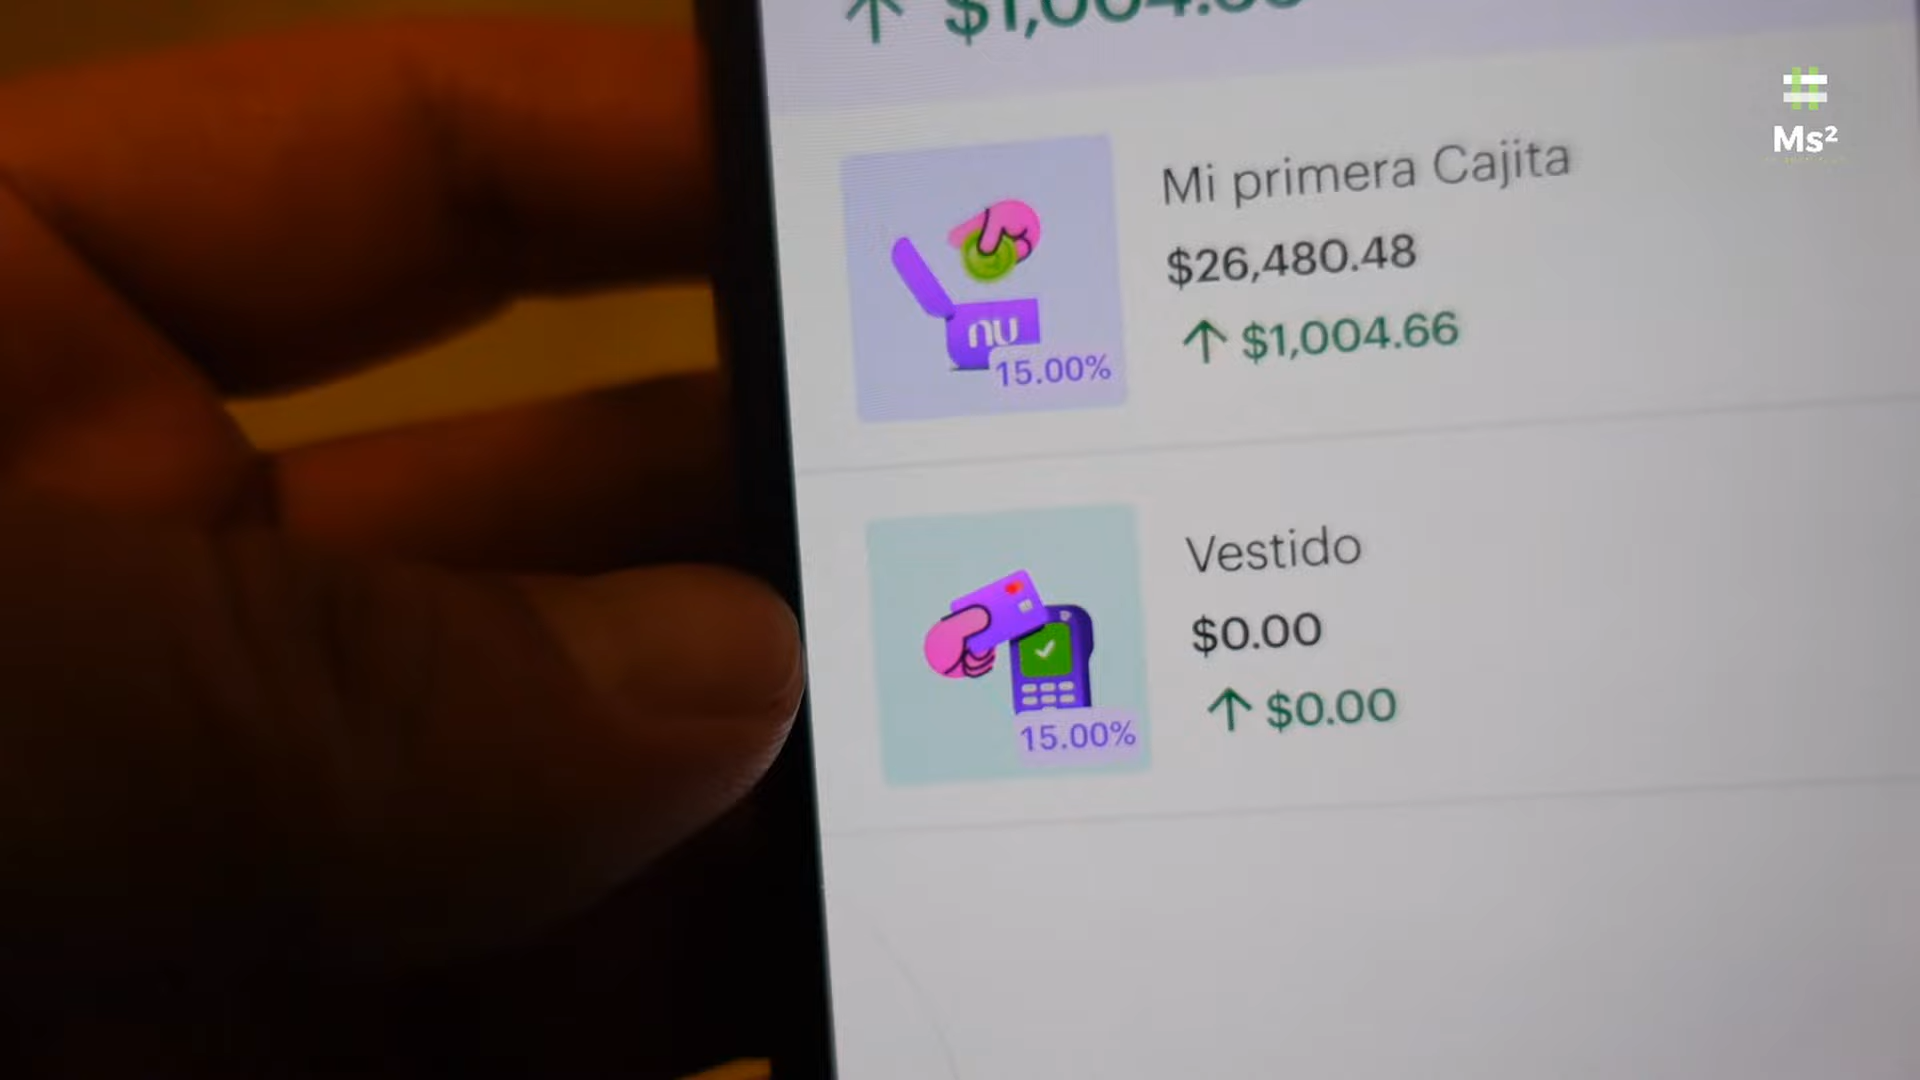 Ms²
Mi primera Cajita
$26,480.48
↑ $1,004.66
nu
15.00%
Vestido
$0.00
↑ $0.00
15.00%